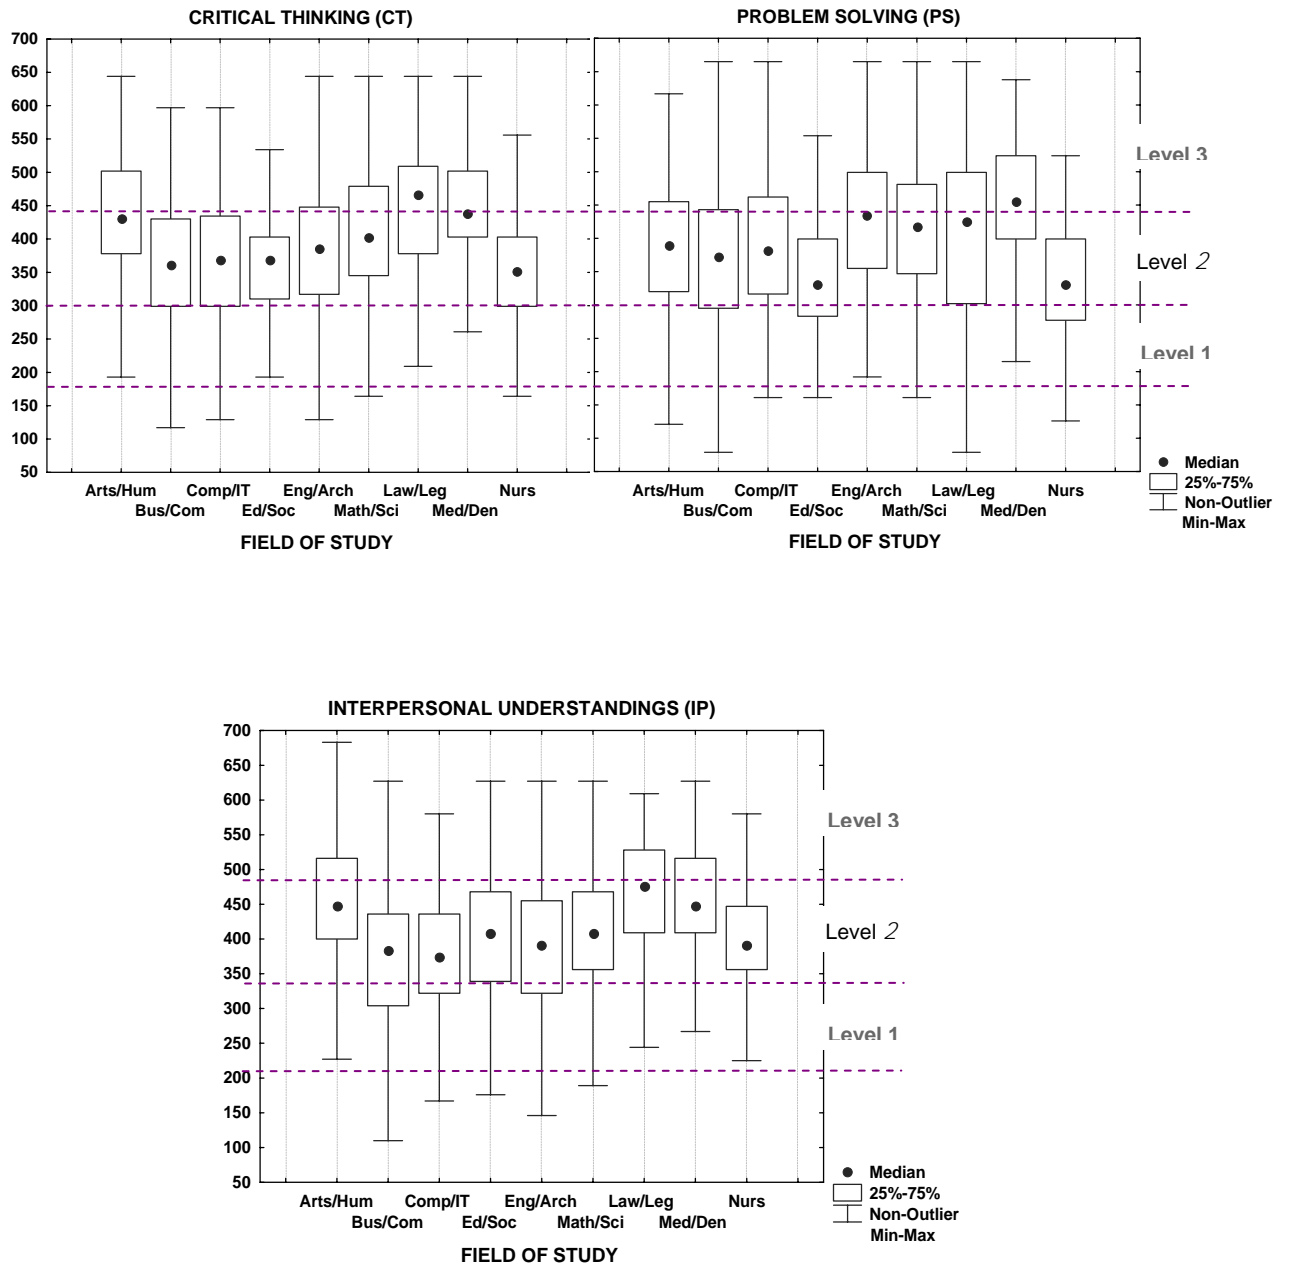 CRITICAL THINKING (CT)
700
650
600
550
500
450
400
350
300
250
200
150
100
50
Arts/Hum Comp/IT Eng/Arch Law/Leg Nurs
Bus/Com Ed/Soc Math/Sci Med/Den
FIELD OF STUDY
PROBLEM SOLVING (PS)
Level 3
Level 2
Level 1
Arts/Hum Comp/IT Eng/Arch Law/Leg Nurs
Bus/Com Ed/Soc Math/Sci Med/Den
FIELD OF STUDY
Median
25%-75%
Non-Outlier
Min-Max
INTERPERSONAL UNDERSTANDINGS (IP)
700
650
600
550
500
450
400
350
300
250
200
150
100
50
Level 3
Level 2
Level 1
Arts/Hum Comp/IT Eng/Arch Law/Leg Nurs
Bus/Com Ed/Soc Math/Sci Med/Den
FIELD OF STUDY
Median
25%-75%
Non-Outlier
Min-Max